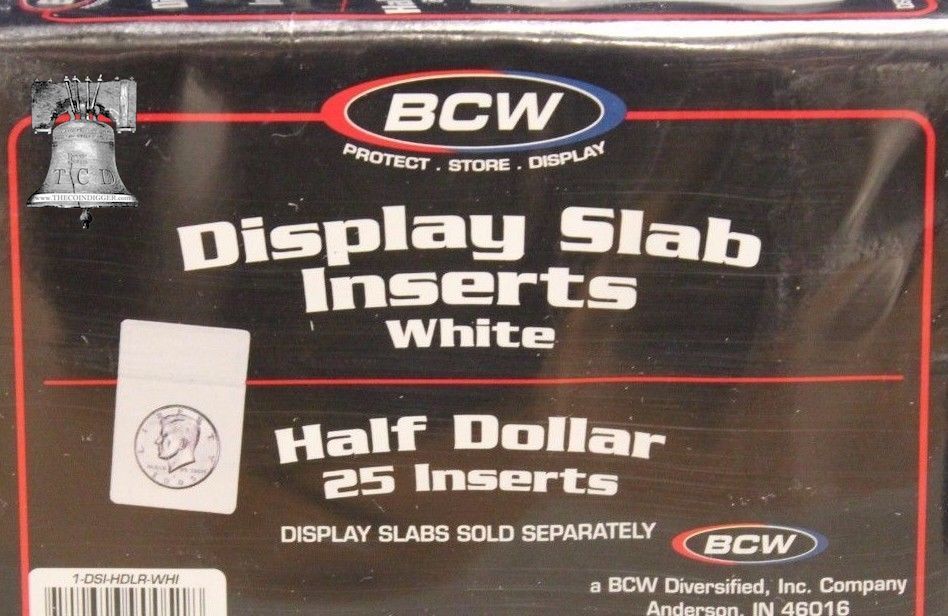 BCW
PROTECT . STORE . DISPLAY
T C D
www.THECOINDIGGER.com
Display Slab
Inserts
White
Half Dollar
25 Inserts
DISPLAY SLABS SOLD SEPARATELY
BCW
a BCW Diversified, Inc. Company
Anderson, IN 46016
1-DSI-HDLR-WHI